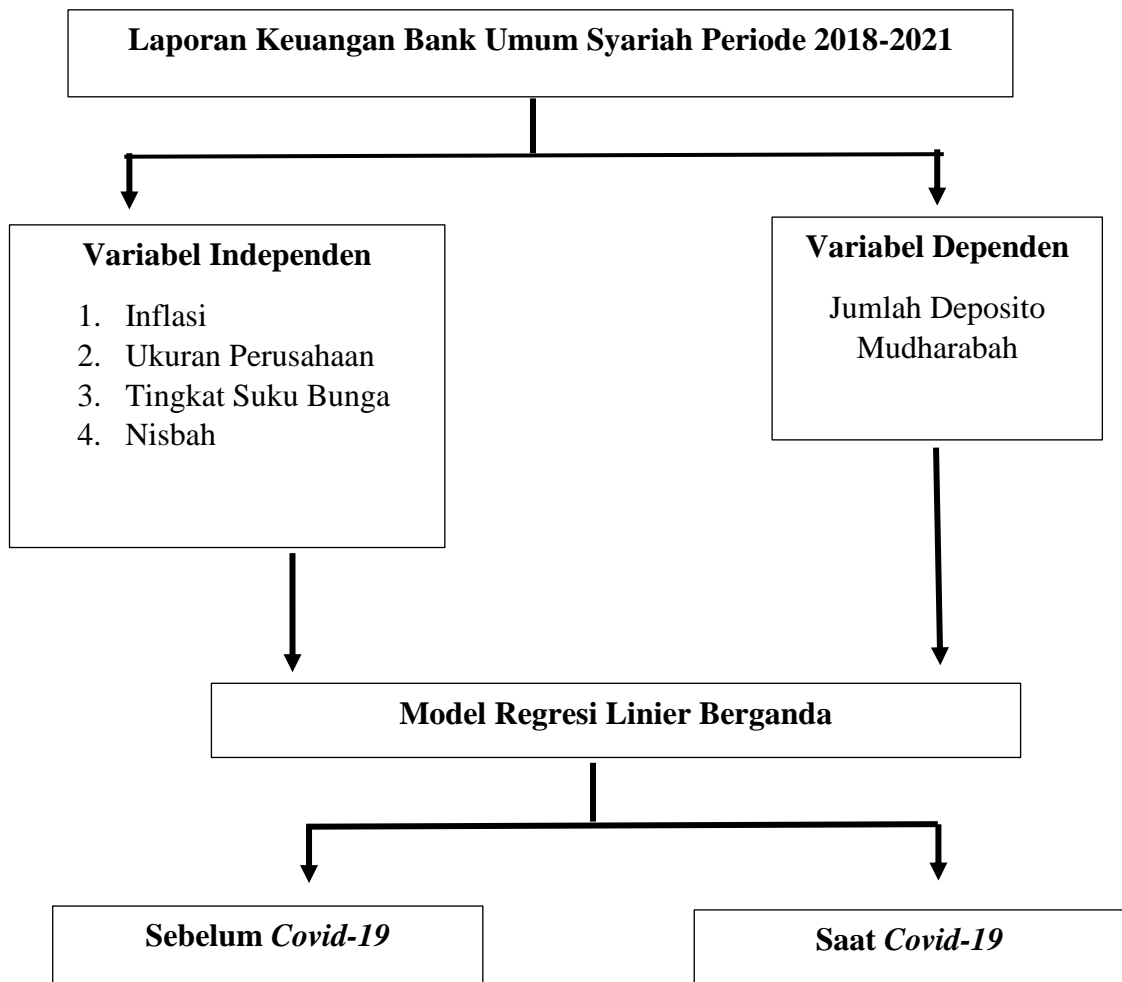 Laporan Keuangan Bank Umum Syariah Periode 2018-2021
Variabel Independen
1. Inflasi
2. Ukuran Perusahaan
3. Tingkat Suku Bunga
4. Nisbah
Variabel Dependen
Jumlah Deposito
Mudharabah
Model Regresi Linier Berganda
Sebelum Covid-19
Saat Covid-19